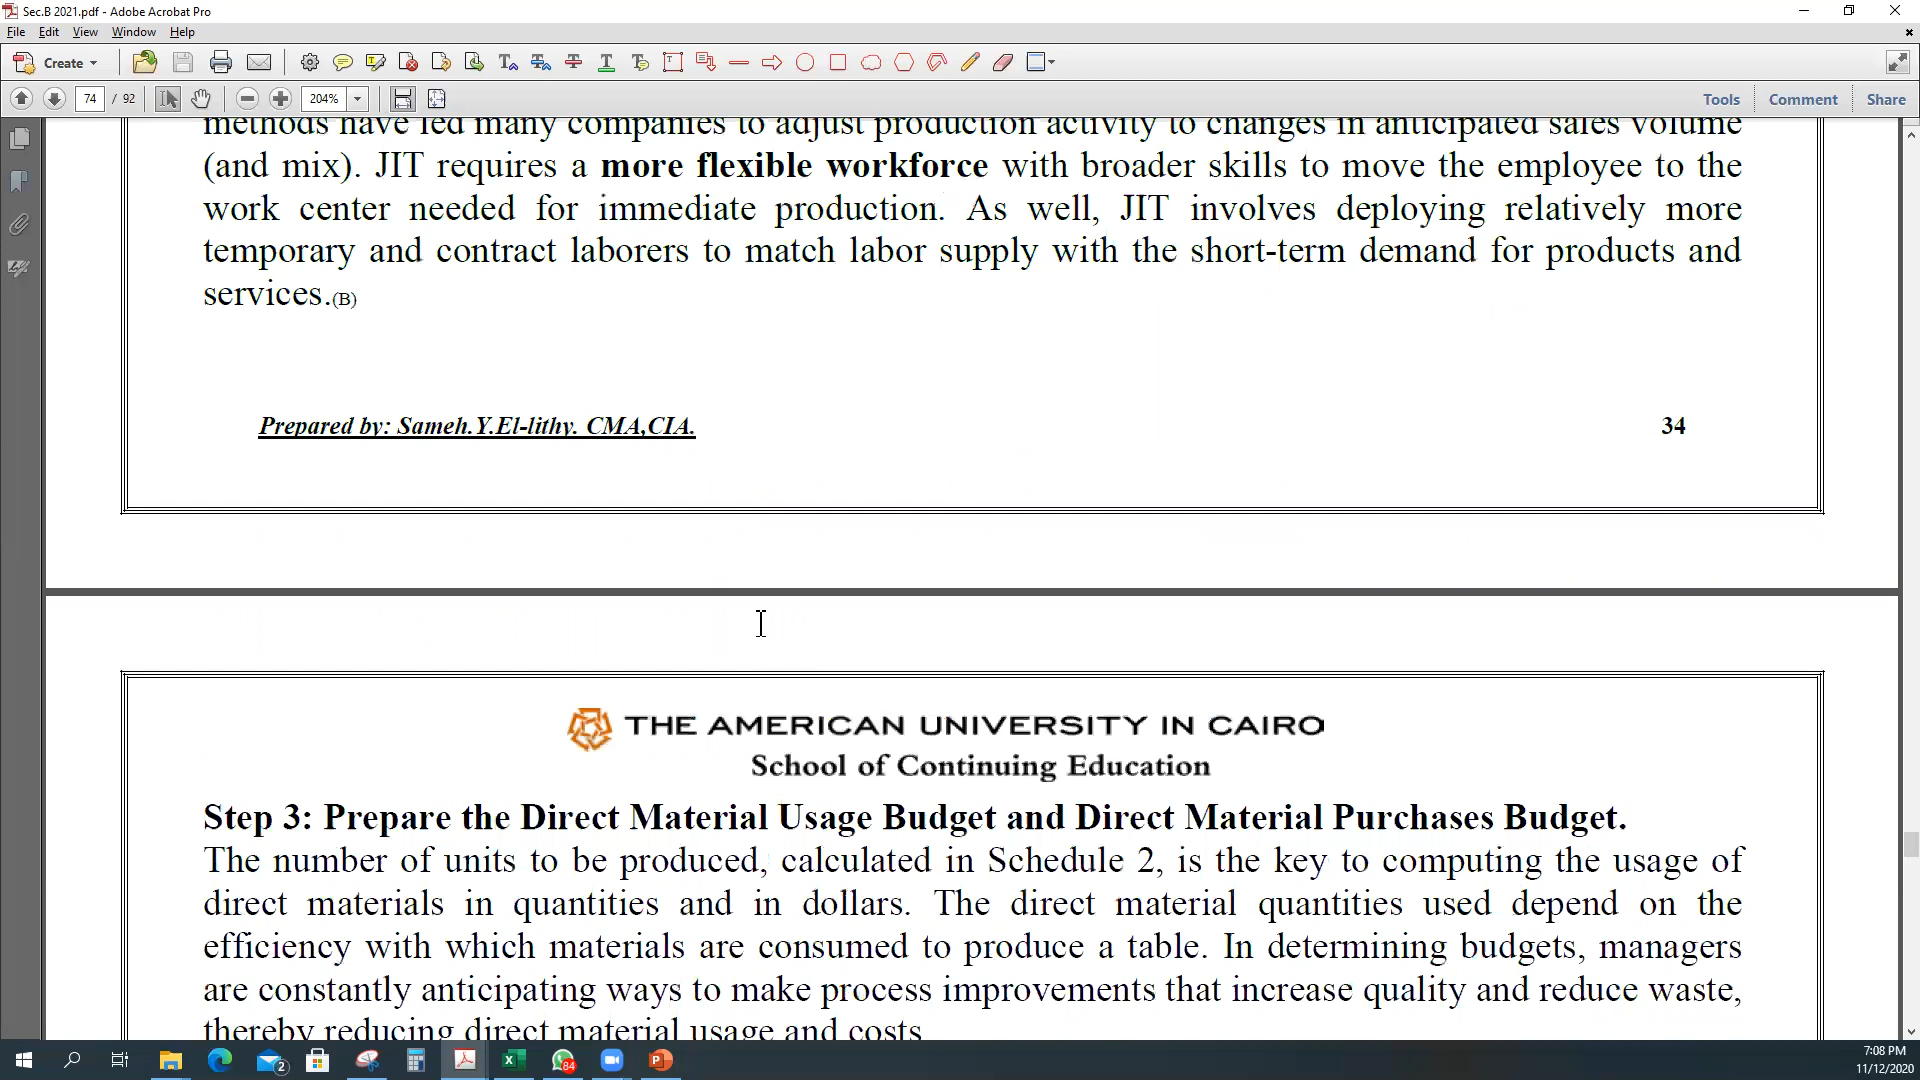 Sec.B 2021.pdf - Adobe Acrobat Pro
File Edit View Window Help
Create
74 / 92 204% Tools Comment Share
methods have led many companies to adjust production activity to changes in anticipated sales volume
(and mix). JIT requires a more flexible workforce with broader skills to move the employee to the
work center needed for immediate production. As well, JIT involves deploying relatively more
temporary and contract laborers to match labor supply with the short-term demand for products and
services.(B)
Prepared by: Sameh.Y.El-lithy. CMA,CIA. 34
THE AMERICAN UNIVERSITY IN CAIRO
School of Continuing Education
Step 3: Prepare the Direct Material Usage Budget and Direct Material Purchases Budget.
The number of units to be produced, calculated in Schedule 2, is the key to computing the usage of
direct materials in quantities and in dollars. The direct material quantities used depend on the
efficiency with which materials are consumed to produce a table. In determining budgets, managers
are constantly anticipating ways to make process improvements that increase quality and reduce waste,
thereby reducing direct material usage and costs
2
84
7:08 PM
11/12/2020